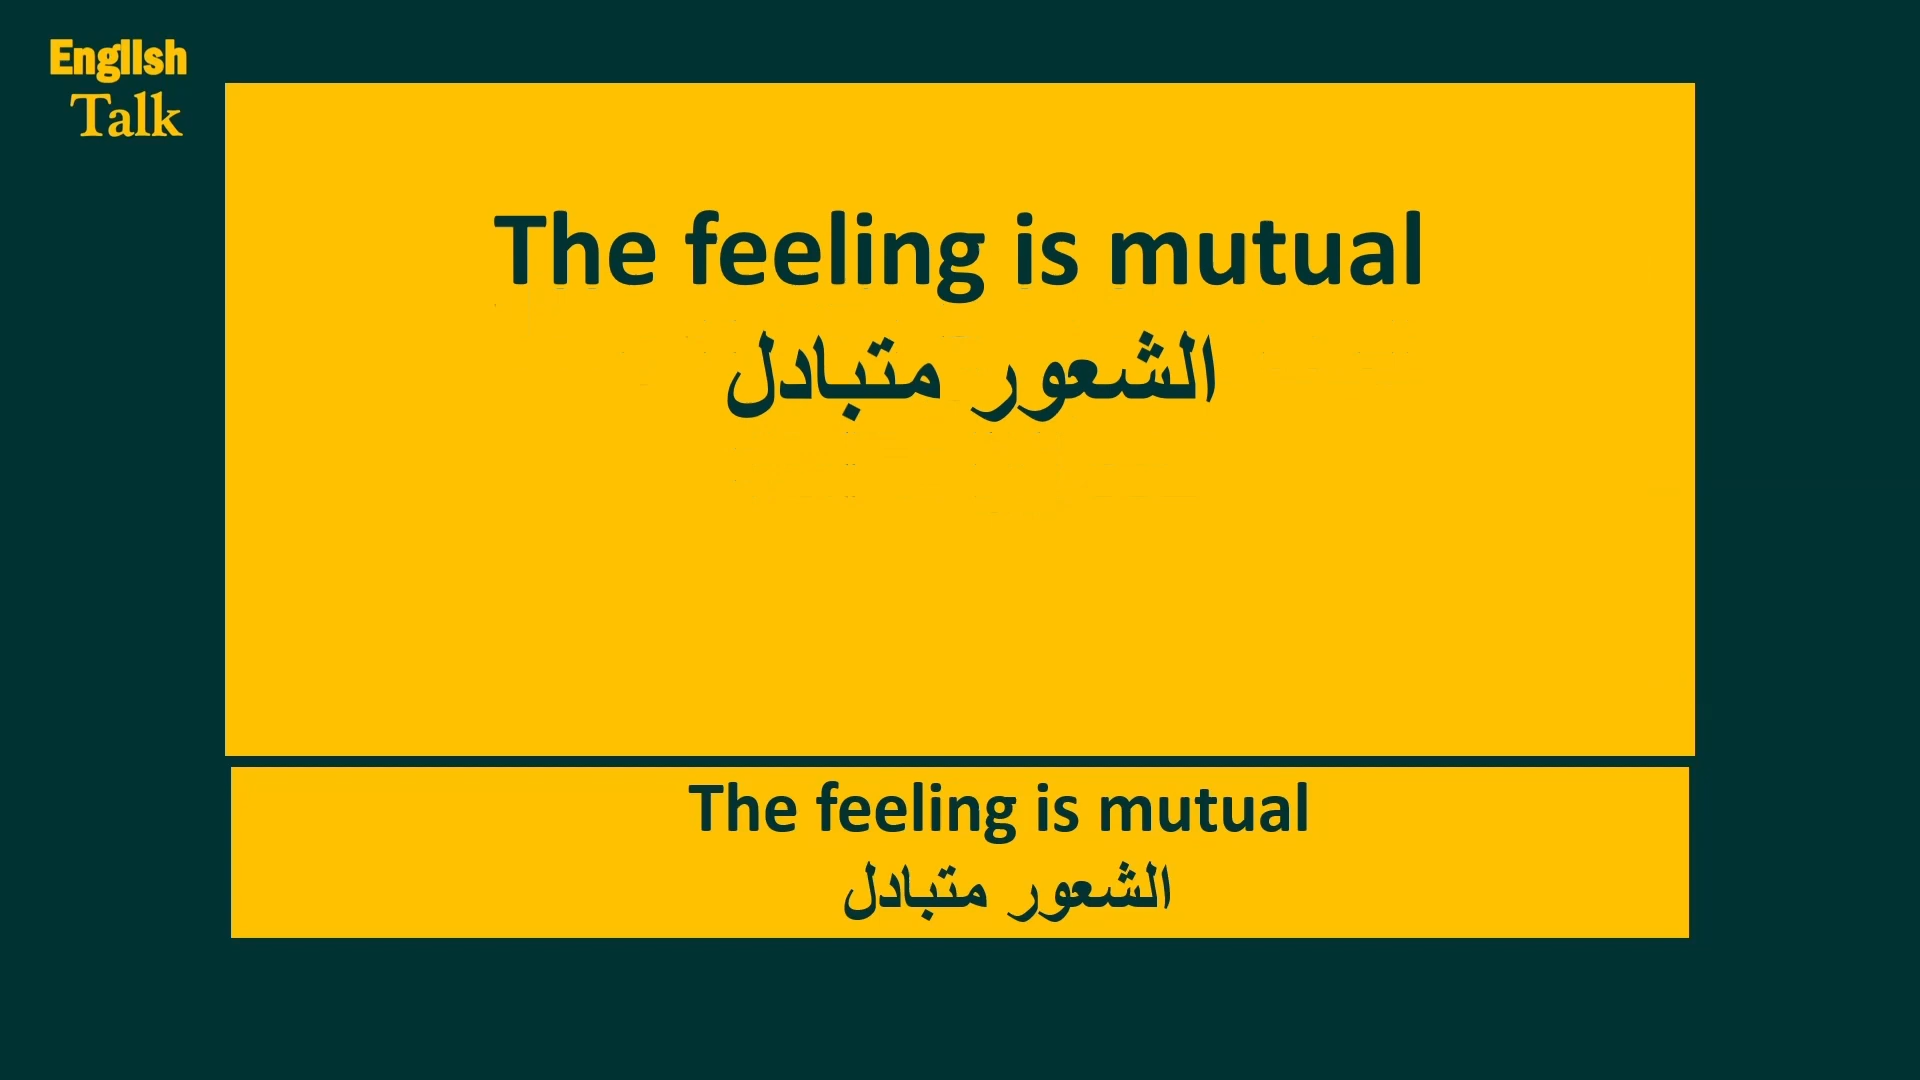 English
Talk
The feeling is mutual
الشعور متبادل
The feeling is mutual
الشعور متبادل